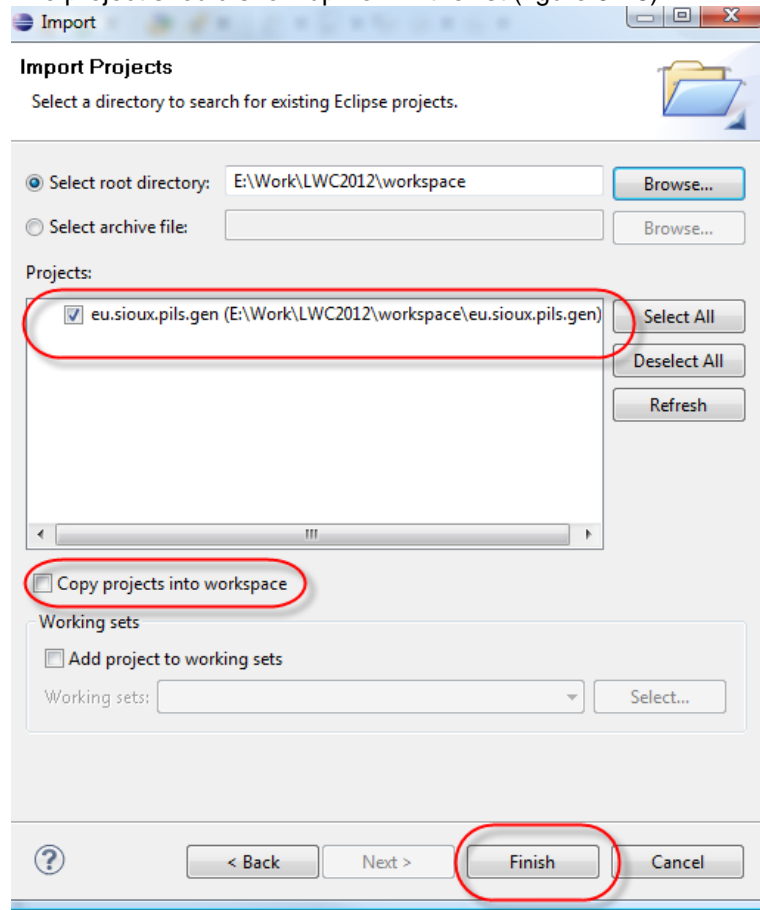 Import
Import Projects
Select a directory to search for existing Eclipse projects.
Select root directory: E:\Work\LWC2012\workspace Browse...
Select archive file: Browse...
Projects:
eu.sioux.pils.gen (E:\Work\LWC2012\workspace\eu.sioux.pils.gen) Select All
Deselect All
Refresh
Copy projects into workspace
Working sets
Add project to working sets
Working sets: Select...
? < Back Next > Finish Cancel